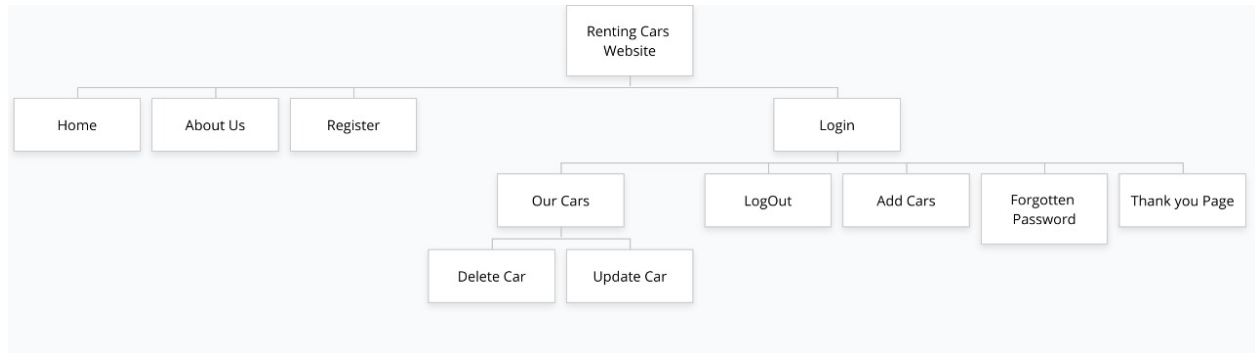 Renting Cars
Website
Home
About Us
Register
Login
Our Cars
LogOut
Add Cars
Forgotten
Password
Thank you Page
Delete Car
Update Car